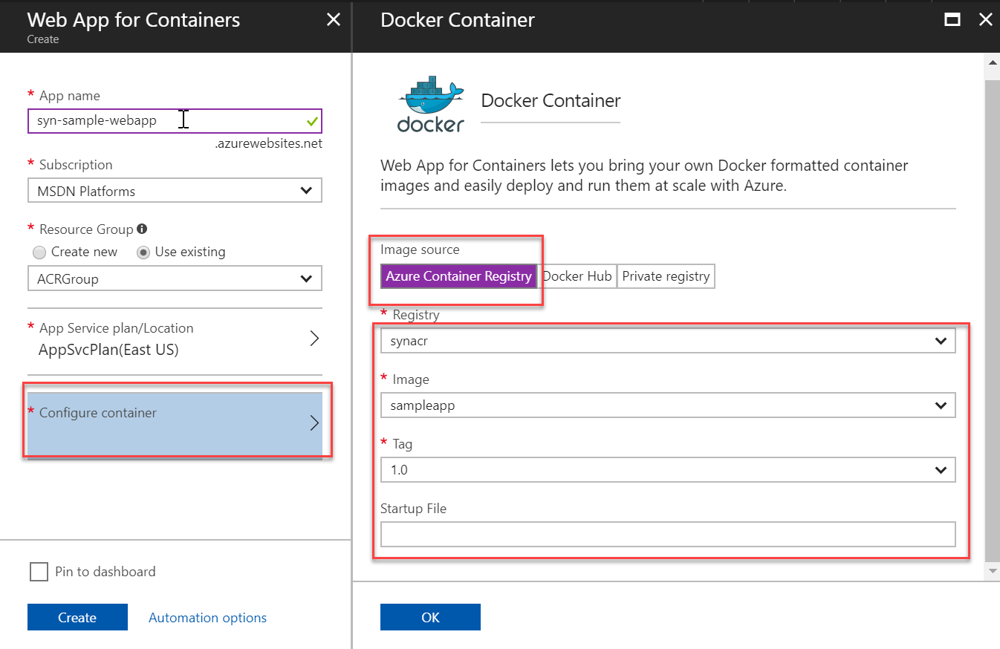 Web App for Containers
Create
* App name
syn-sample-webapp
.azurewebsites.net
* Subscription
MSDN Platforms
* Resource Group
Create new Use existing
ACRGroup
* App Service plan/Location
AppSvcPlan(East US)
* Configure container
Pin to dashboard
Create Automation options
Docker Container
docker
Docker Container
Web App for Containers lets you bring your own Docker formatted container
images and easily deploy and run them at scale with Azure.
Image source
Azure Container Registry Docker Hub Private registry
* Registry
synacr
* Image
sampleapp
* Tag
1.0
Startup File
OK